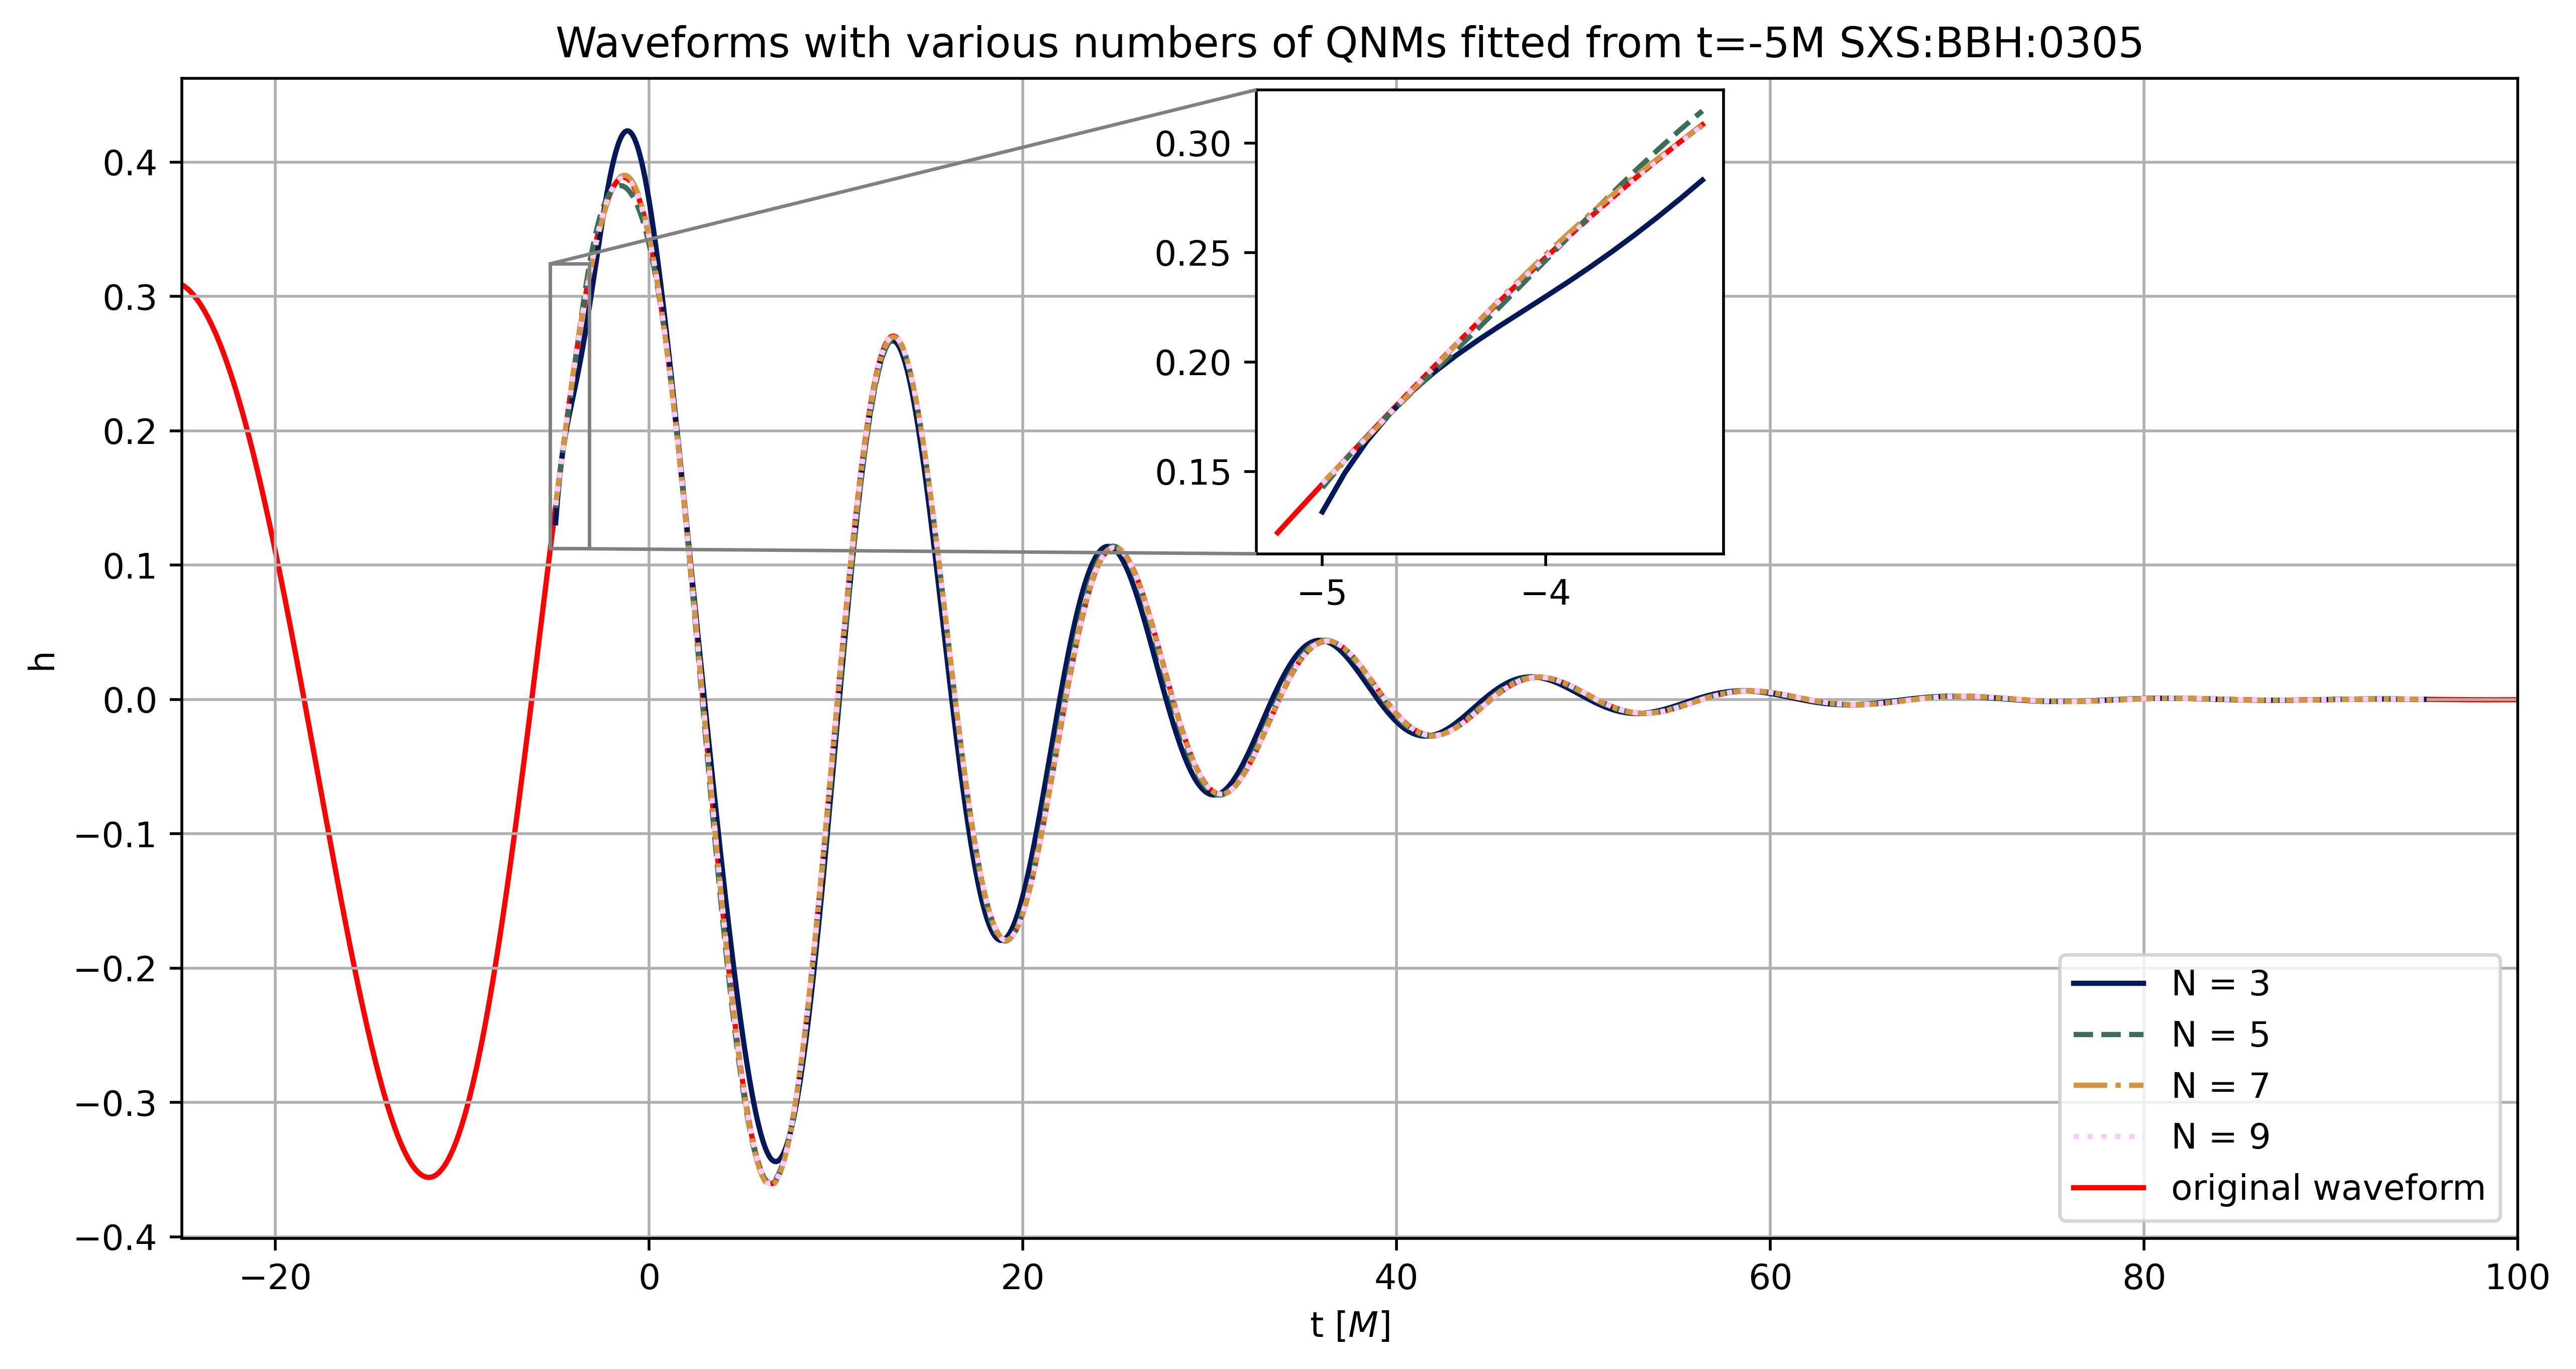 Waveforms with various numbers of QNMs fitted from t=-5M SXS:BBH:0305
0.4
0.3
0.2
0.1
0.0
−0.1
−0.2
−0.3
−0.4
h
0.30
0.25
0.20
0.15
−5 −4
N = 3
N = 5
N = 7
N = 9
original waveform
−20 0 20 40 60 80 100
t [M]